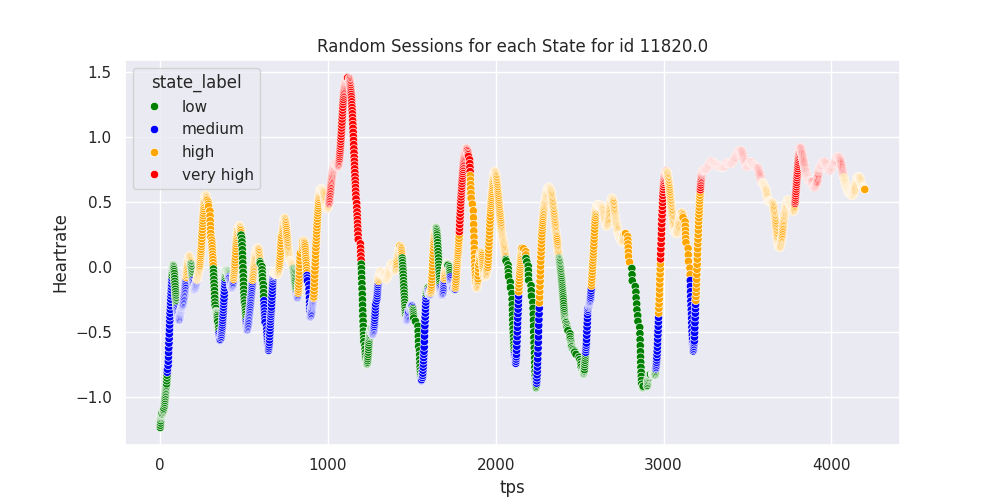 Random Sessions for each State for id 11820.0
state_label
low
medium
high
very high
1.5
1.0
0.5
0.0
−0.5
−1.0
Heartrate
0 1000 2000 3000 4000
tps